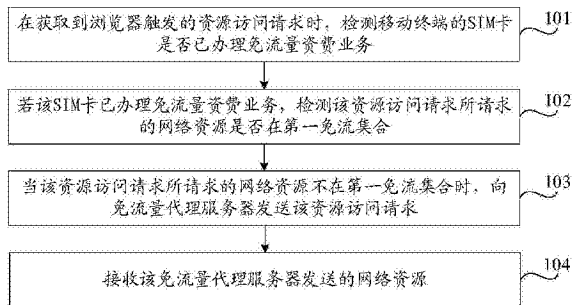 在获取到浏览器触发的资源访问请求时，检测移动终端的SIM卡
是否已办理免流量资费业务
101
若该SIM卡已办理免流量资费业务，检测该资源访问请求所请求
的网络资源是否在第一免流集合
102
当该资源访问请求所请求的网络资源不在第一免流集合时，向
免流量代理服务器发送该资源访问请求
103
接收该免流量代理服务器发送的网络资源
104